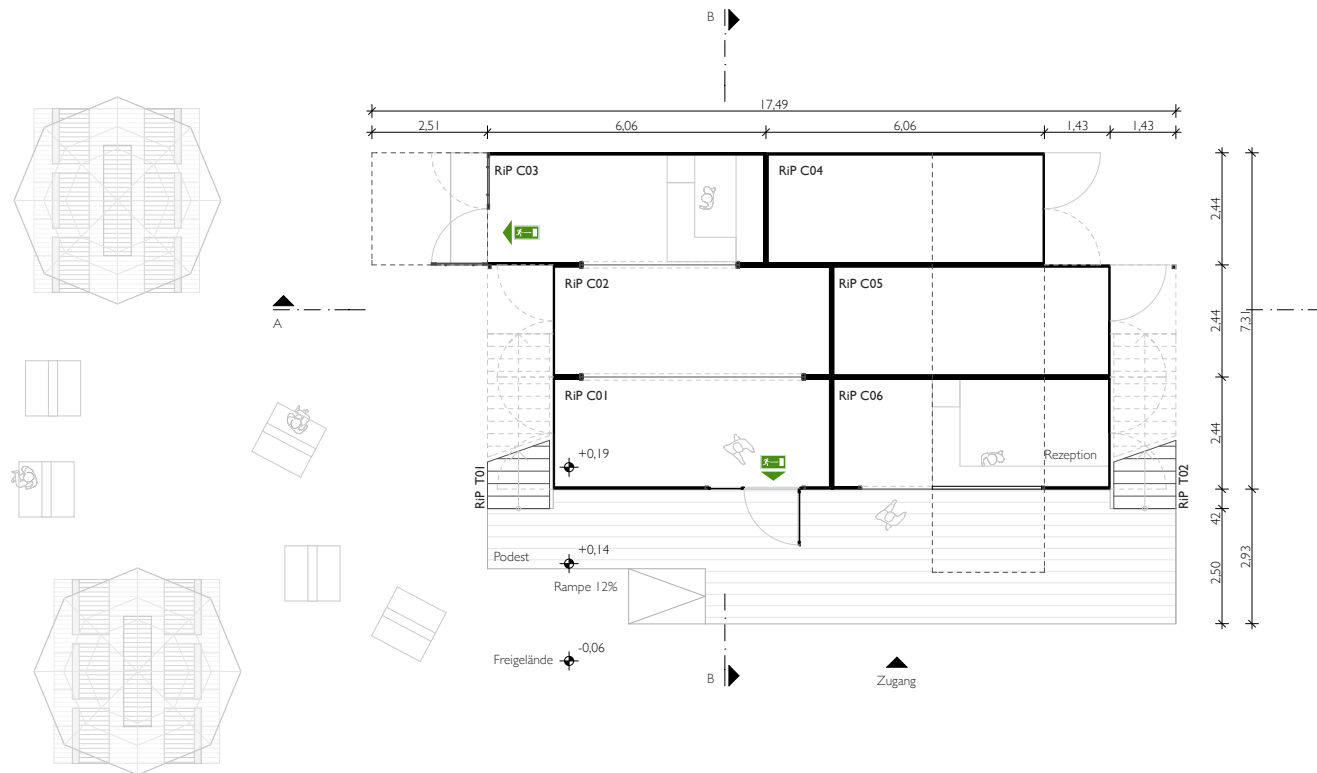 B
17,49
2,51
6,06
6,06
1,43
1,43
RiP C03
RiP C04
2,44
RiP C02
RiP C05
A
2,44
7,31
RiP C01
RiP C06
+0,19
Rezeption
2,44
RiP T01
RiP T02
42
Podest
+0,14
Rampe 12%
2,50
2,93
Freigelände
-0,06
B
Zugang